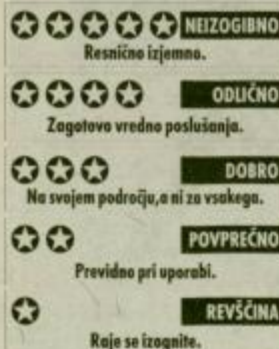 NEIZOGIBNO
Resnično izjemno.
ODLIČNO
Zagotovo vredno poslušanja.
DOBRO
Na svojem področju, a ni za vsakega.
POVPREČNO
Previdno pri uporabi.
REVŠČINA
Raje se izognite.